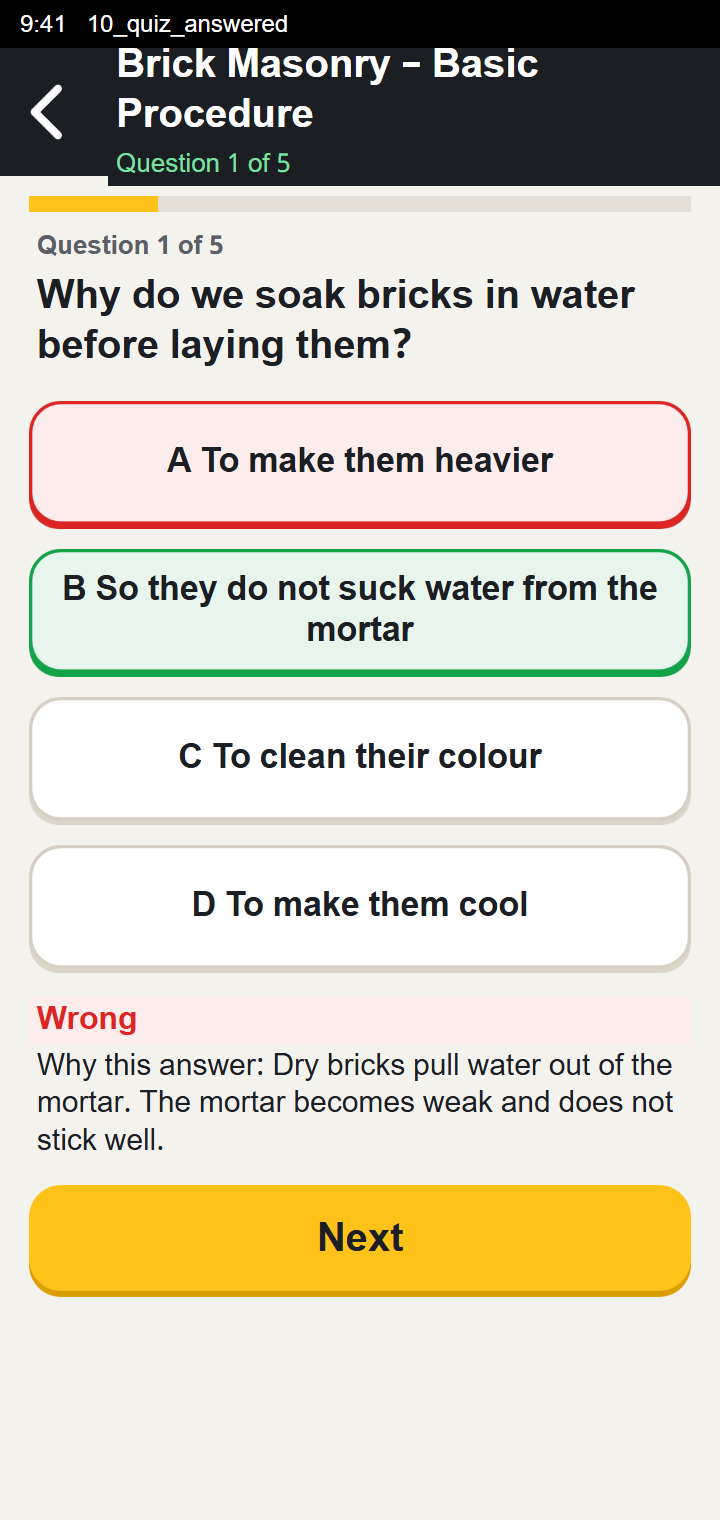 9:41 10_quiz_answered
Brick Masonry – Basic
Procedure
Question 1 of 5
Question 1 of 5
Why do we soak bricks in water
before laying them?
A To make them heavier
B So they do not suck water from the
mortar
C To clean their colour
D To make them cool
Wrong
Why this answer: Dry bricks pull water out of the
mortar. The mortar becomes weak and does not
stick well.
Next